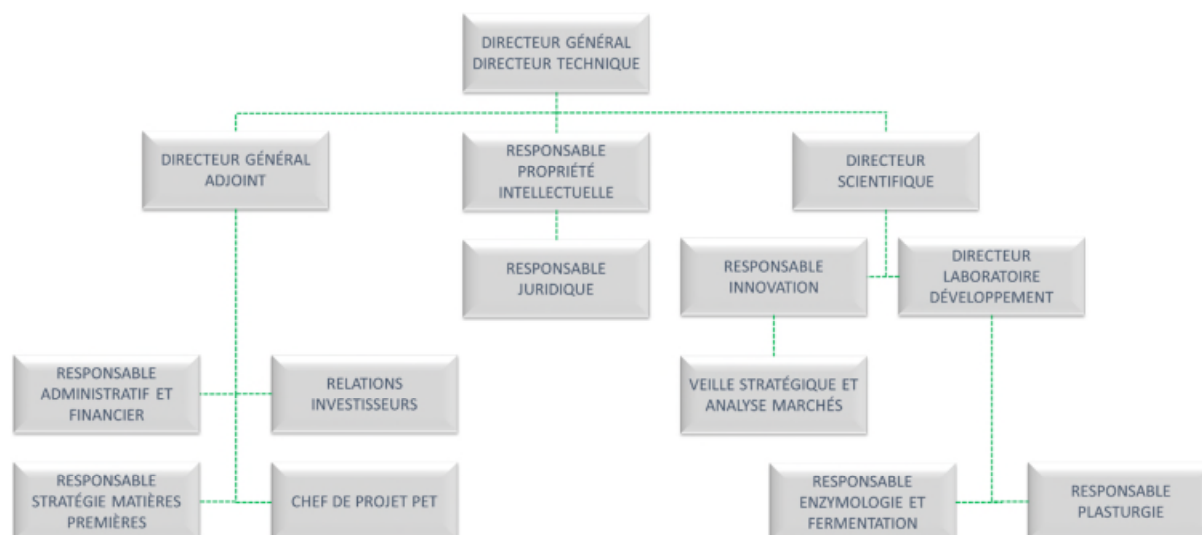 DIRECTEUR GÉNÉRAL
DIRECTEUR TECHNIQUE
DIRECTEUR GÉNÉRAL
ADJOINT
RESPONSABLE
PROPRIÉTÉ
INTELLECTUELLE
DIRECTEUR
SCIENTIFIQUE
RESPONSABLE
JURIDIQUE
RESPONSABLE
INNOVATION
DIRECTEUR
LABORATOIRE
DÉVELOPPEMENT
RESPONSABLE
ADMINISTRATIF ET
FINANCIER
RELATIONS
INVESTISSEURS
VEILLE STRATÉGIQUE ET
ANALYSE MARCHÉS
RESPONSABLE
STRATÉGIE MATIÈRES
PREMIÈRES
CHEF DE PROJET PET
RESPONSABLE
ENZYMOLOGIE ET
FERMENTATION
RESPONSABLE
PLASTURGIE